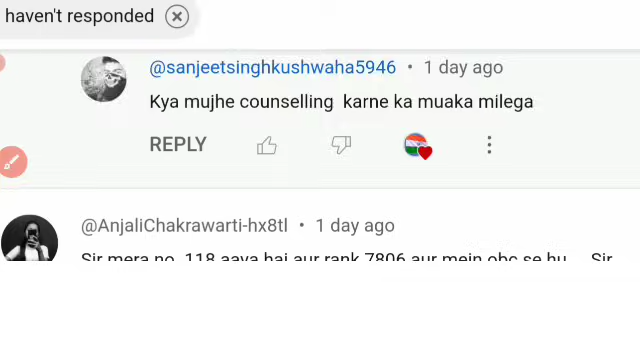 haven't responded
@sanjeetsinghkushwaha5946 • 1 day ago
Kya mujhe counselling karne ka muaka milega
REPLY
@AnjaliChakrawarti-hx8tl • 1 day ago
Sir mera no 118 aaya hai aur rank 7806 aur mein obc se hu Sir